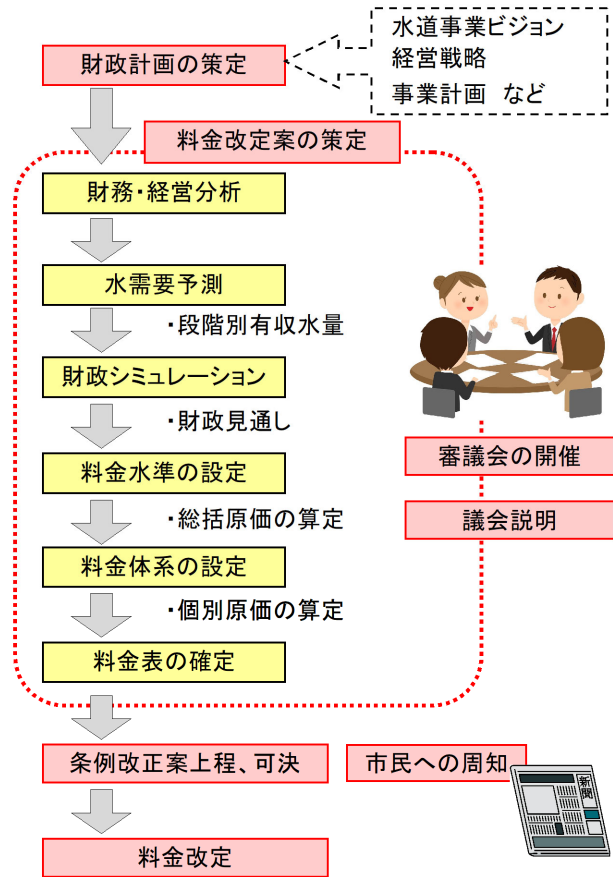 水道事業ビジョン
経営戦略
事業計画 など
財政計画の策定
料金改定案の策定
財務・経営分析
水需要予測
・段階別有収水量
財政シミュレーション
・財政見通し
料金水準の設定
・総括原価の算定
料金体系の設定
・個別原価の算定
料金表の確定
審議会の開催
議会説明
条例改正案上程、可決
市民への周知
新聞
料金改定